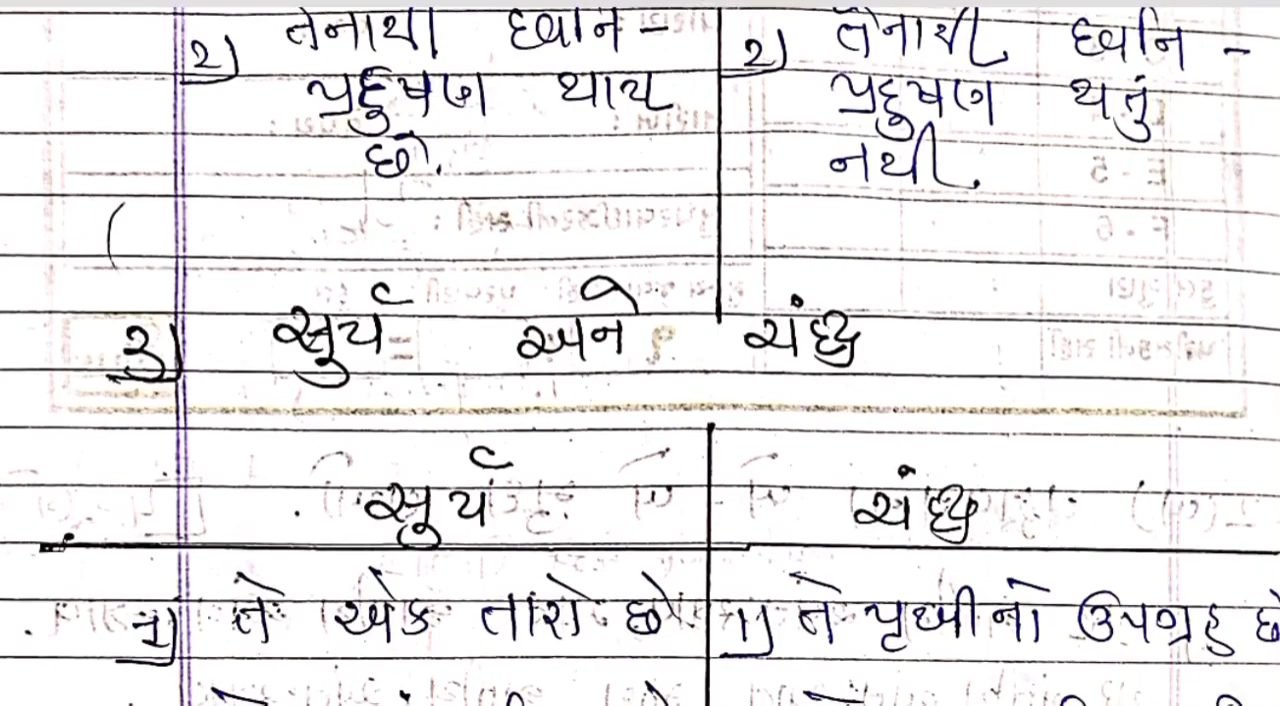 ૨) તેનાથી ધ્વનિ- ૨) તેનાથી ધ્વનિ-
પ્રદુષણ થાય પ્રદુષણ થતું
છે. નથી.
૩) સુર્ય અને ચંદ્ર
સુર્ય ચંદ્ર
૧) તે એક તારો છે ૧) તે પૃથ્વીનો ઉપગ્રહ છે